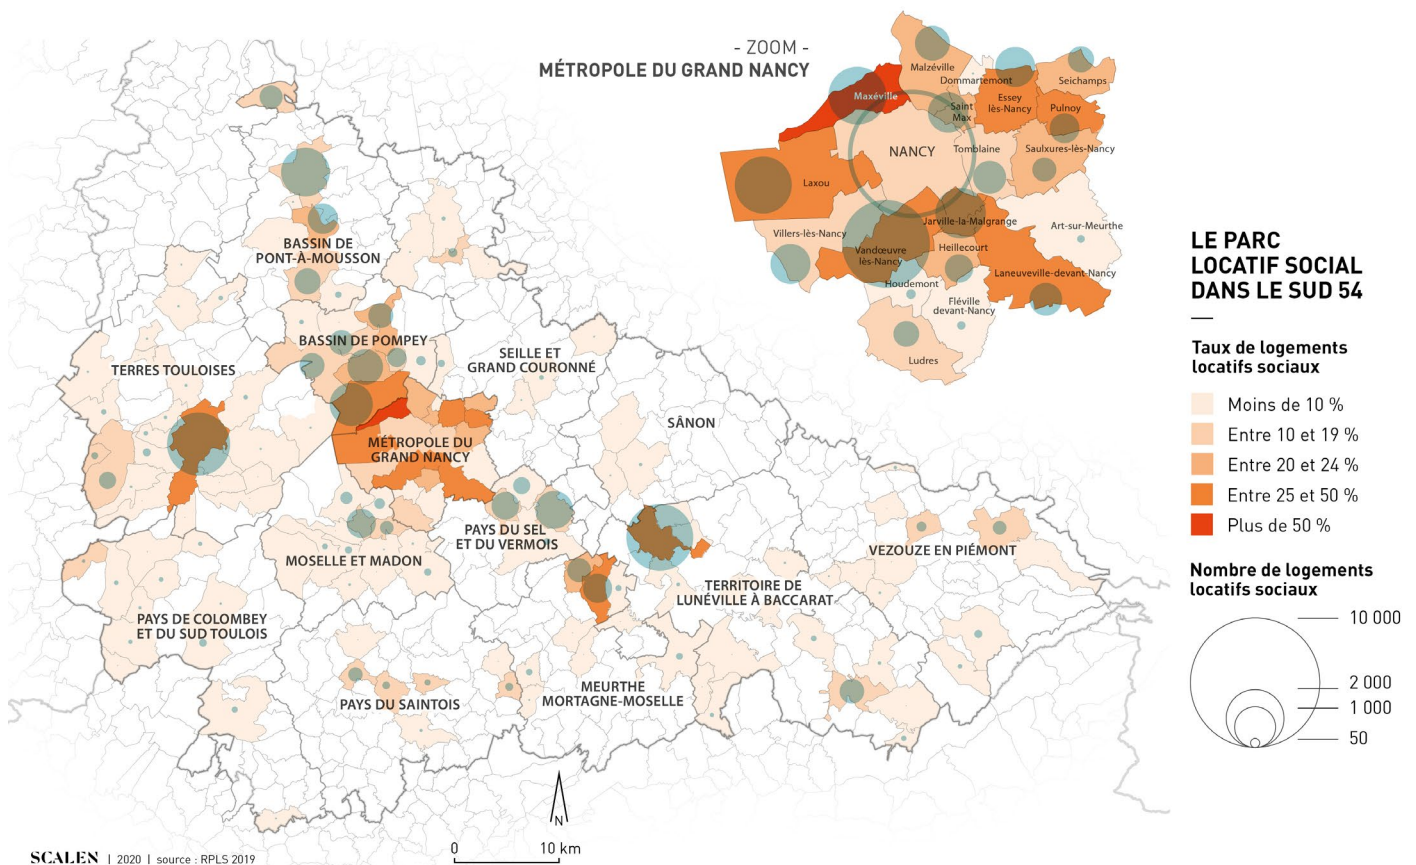 - ZOOM -
MÉTROPOLE DU GRAND NANCY
Malzéville
Dommartemont
Seichamps
Maxéville
Saint
Max
Essey
lès-Nancy
Pulnoy
NANCY
Tomblaine
Saulxures-lès-Nancy
Laxou
Jarville-la-Malgrange
Art-sur-Meurthe
Villers-lès-Nancy
Vandœuvre
lès-Nancy
Heillecourt
Laneuveville-devant-Nancy
Houdemont
Fléville
devant-Nancy
Ludres
BASSIN DE
PONT-À-MOUSSON
BASSIN DE POMPEY
SEILLE ET
GRAND COURONNÉ
TERRES TOULOISES
SÂNON
MÉTROPOLE DU
GRAND NANCY
PAYS DU SEL
ET DU VERMOIS
MOSELLE ET MADON
VEZOUZE EN PIÉMONT
TERRITOIRE DE
LUNÉVILLE À BACCARAT
PAYS DE COLOMBEY
ET DU SUD TOULOIS
MEURTHE
MORTAGNE-MOSELLE
PAYS DU SAINTOIS
LE PARC
LOCATIF SOCIAL
DANS LE SUD 54
Taux de logements
locatifs sociaux
Moins de 10 %
Entre 10 et 19 %
Entre 20 et 24 %
Entre 25 et 50 %
Plus de 50 %
Nombre de logements
locatifs sociaux
10 000
2 000
1 000
50
N
0 10 km
SCALEN | 2020 | source : RPLS 2019